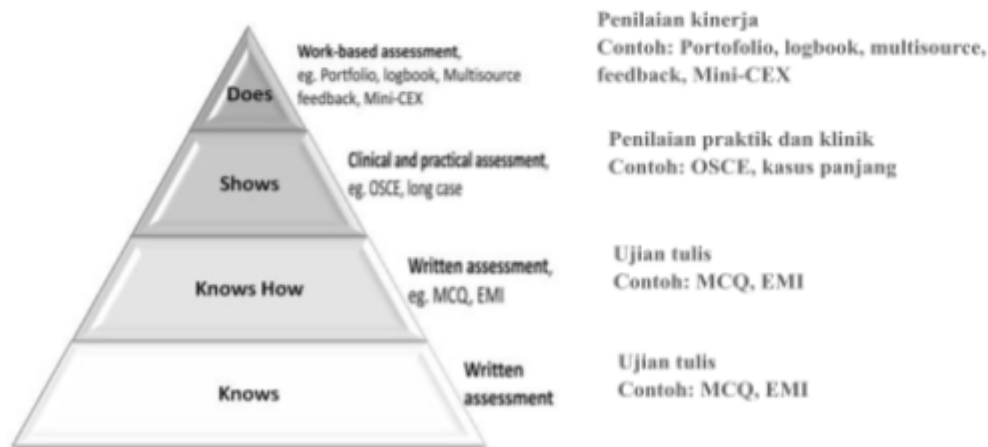 Penilaian kinerja
Contoh: Portofolio, logbook, multisource,
feedback, Mini-CEX
Work-based assessment,
eg. Portfolio, logbook, Multisource
feedback, Mini-CEX
Does
Penilaian praktik dan klinik
Contoh: OSCE, kasus panjang
Clinical and practical assessment,
eg. OSCE, long case
Shows
Ujian tulis
Contoh: MCQ, EMI
Written assessment,
eg. MCQ, EMI
Knows How
Ujian tulis
Contoh: MCQ, EMI
Written
assessment
Knows